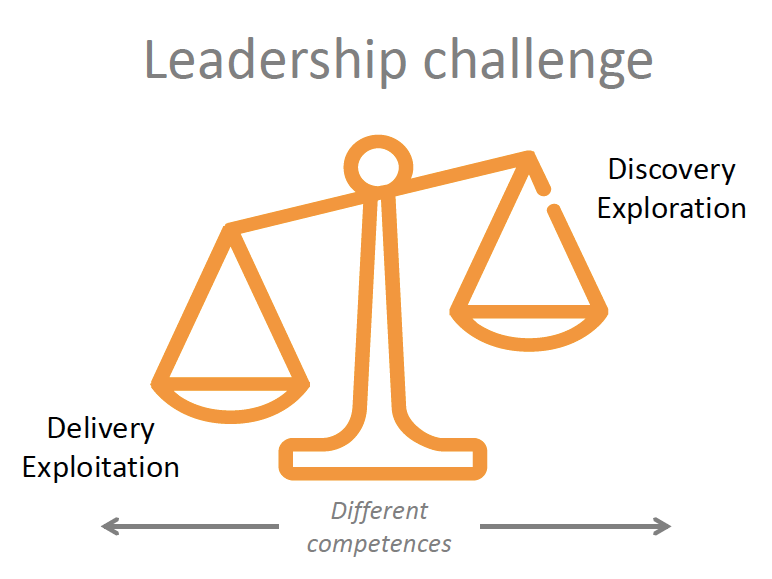 Leadership challenge
Discovery
Exploration
Delivery
Exploitation
Different
competences